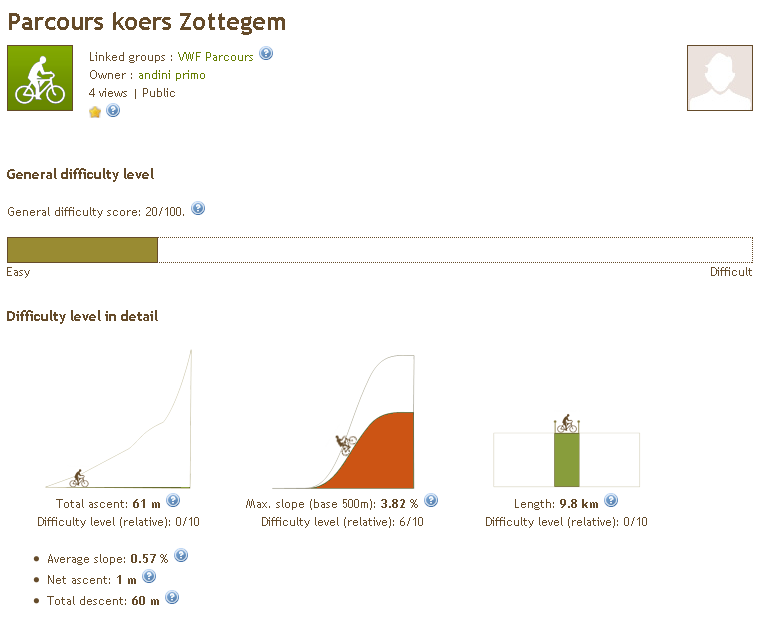 Parcours koers Zottegem
Linked groups : VWF Parcours
Owner : andini primo
4 views | Public
General difficulty level
General difficulty score: 20/100.
Easy
Difficult
Difficulty level in detail
Total ascent: 61 m
Difficulty level (relative): 0/10
Max. slope (base 500m): 3.82 %
Difficulty level (relative): 6/10
Length: 9.8 km
Difficulty level (relative): 0/10
• Average slope: 0.57 %
• Net ascent: 1 m
• Total descent: 60 m